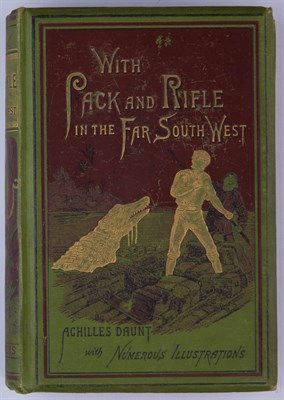 With
Pack and Rifle
in the Far South West
Achilles Daunt
with Numerous Illustrations